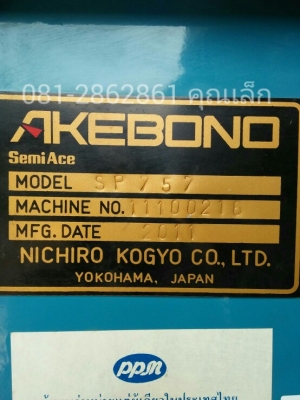 081-2862861 คุณเล็ก
AKEBONO
SemiAce
MODEL SP757
MACHINE NO. 11100216
MFG. DATE 2011
NICHIRO KOGYO CO., LTD.
YOKOHAMA, JAPAN
ppm